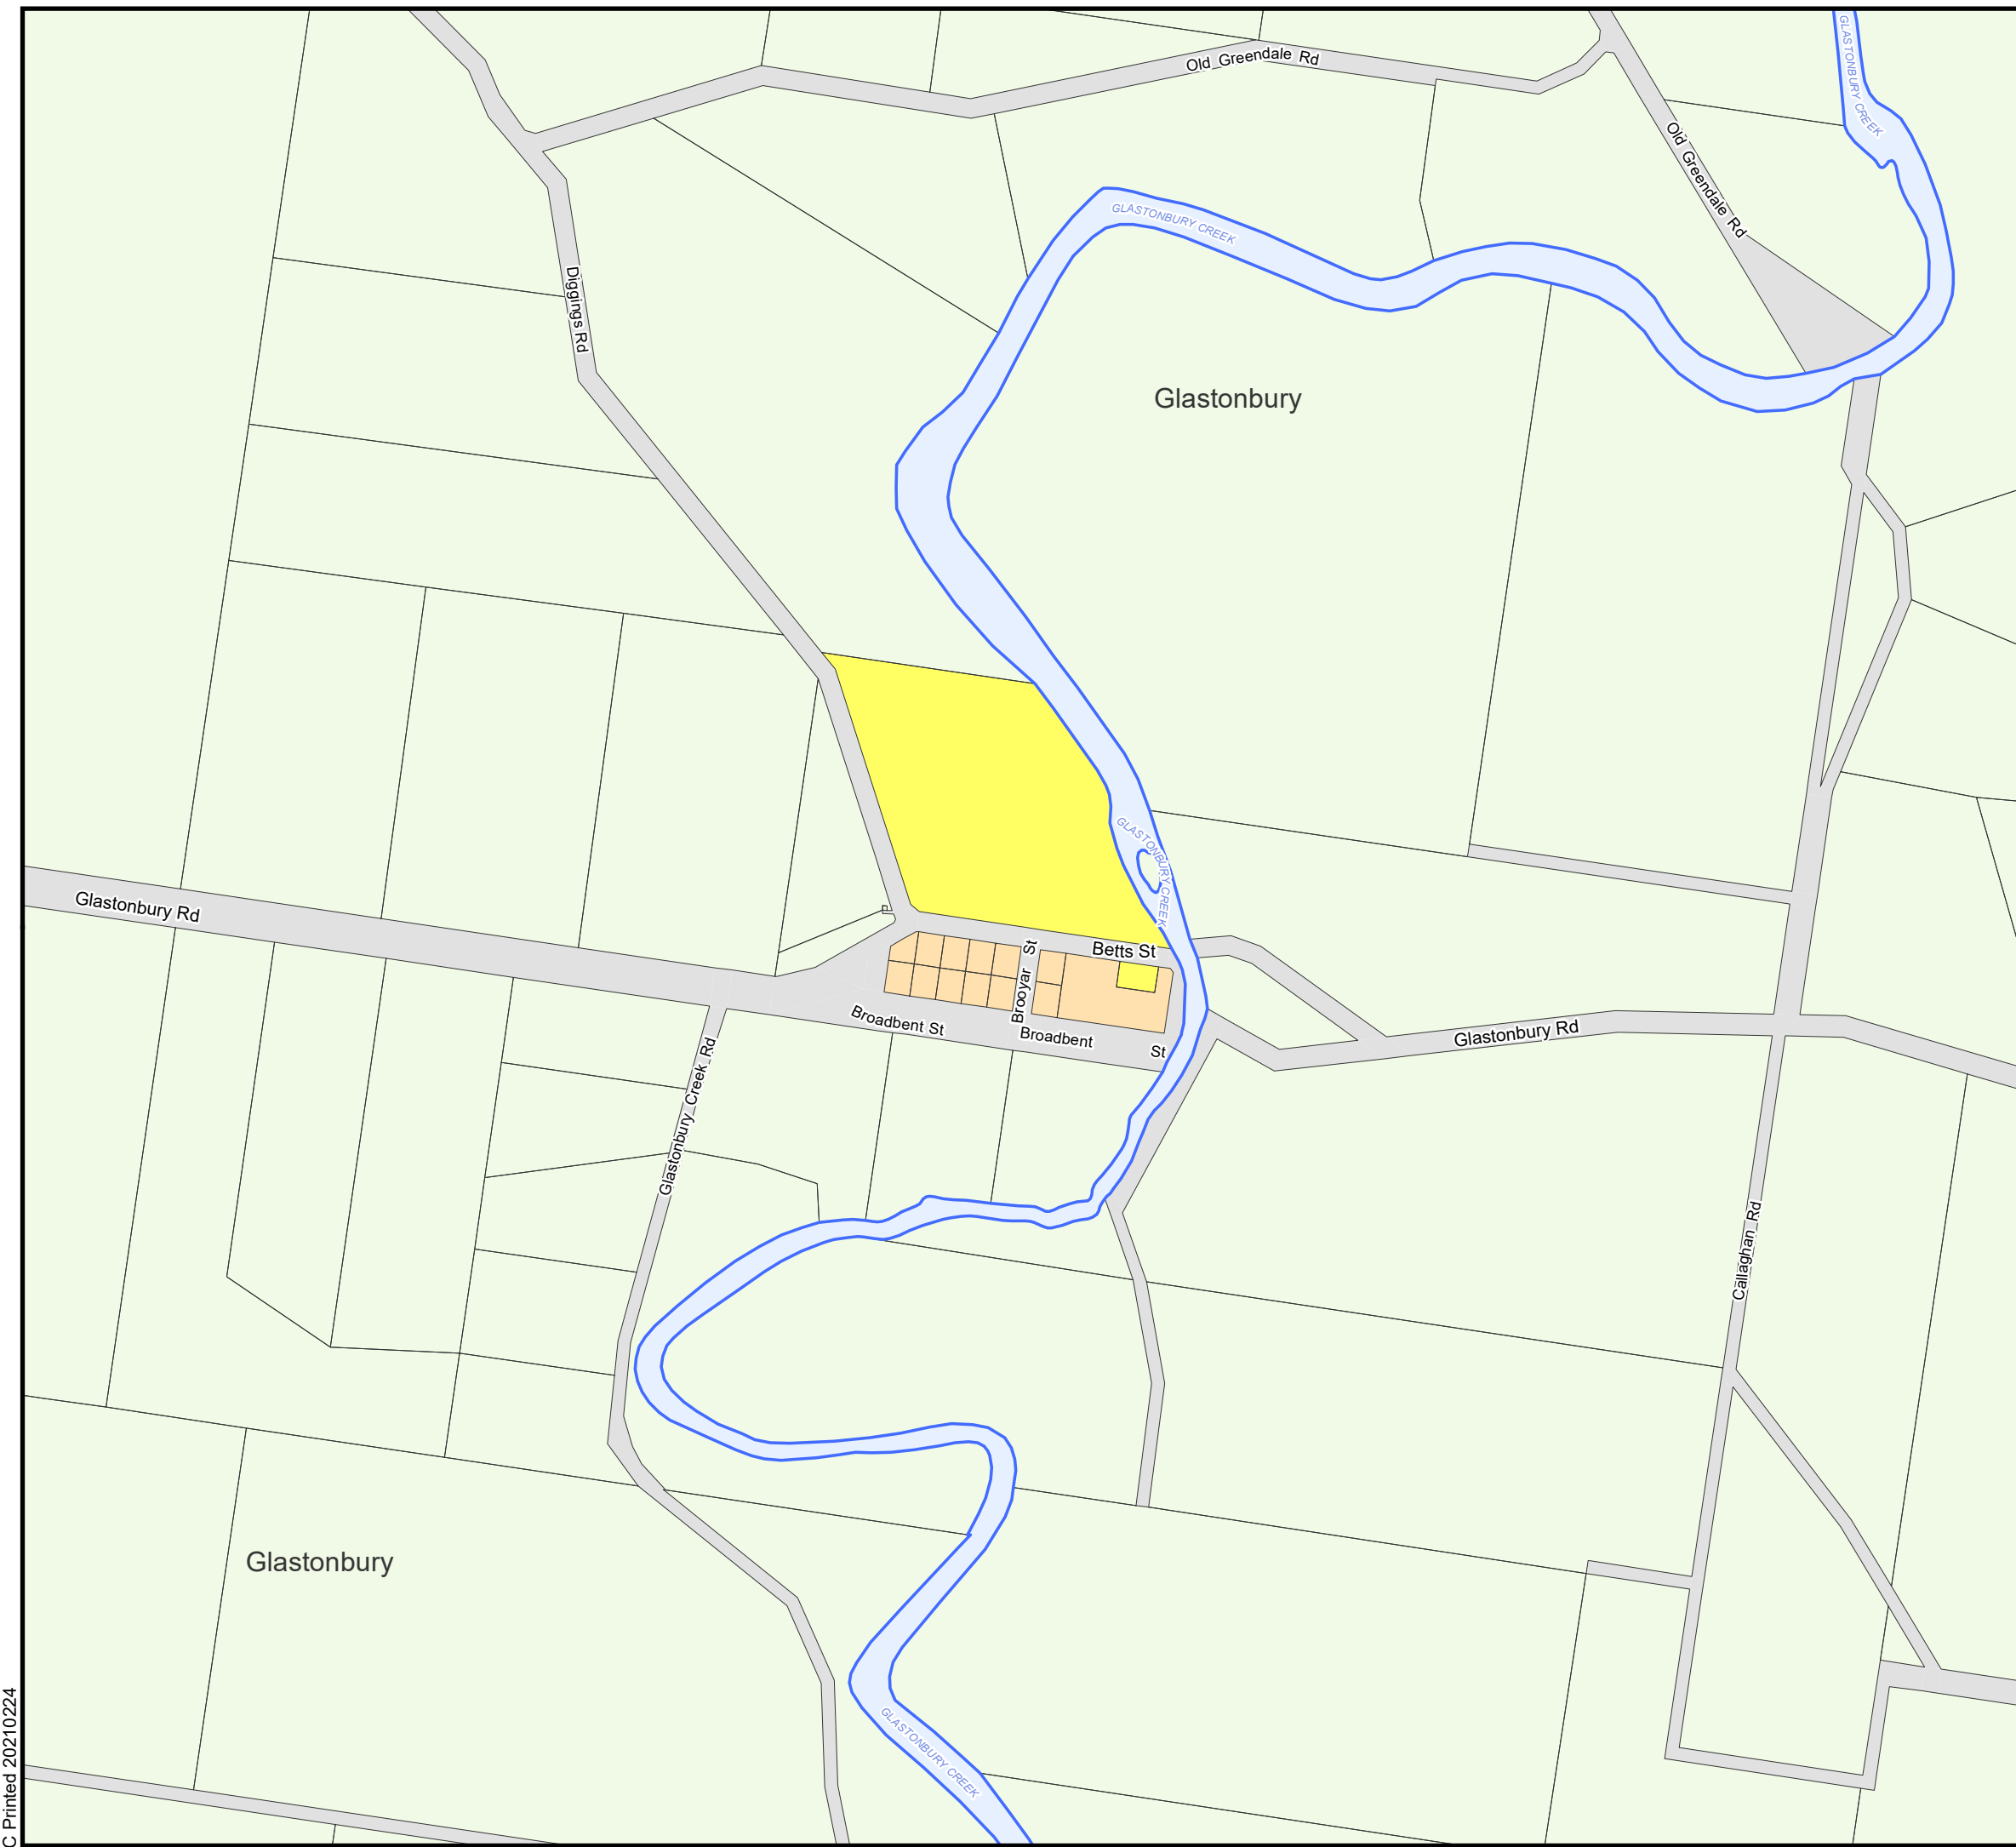 GLASTONBURY CREEK
Old Greendale Rd
Old Greendale Rd
GLASTONBURY CREEK
Diggings Rd
Glastonbury
GLASTONBURY CREEK
Glastonbury Rd
Betts St
Brooyar St
Broadbent St
Broadbent St
Glastonbury Rd
Glastonbury Creek Rd
Callaghan Rd
Glastonbury
GLASTONBURY CREEK
C Printed 20210224